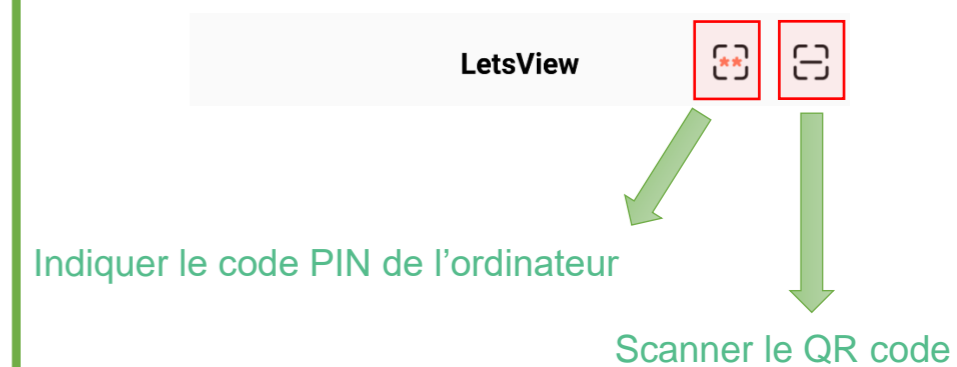 LetsView **
Indiquer le code PIN de l’ordinateur
Scanner le QR code